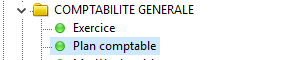 COMPTABILITE GENERALE
Exercice
Plan comptable